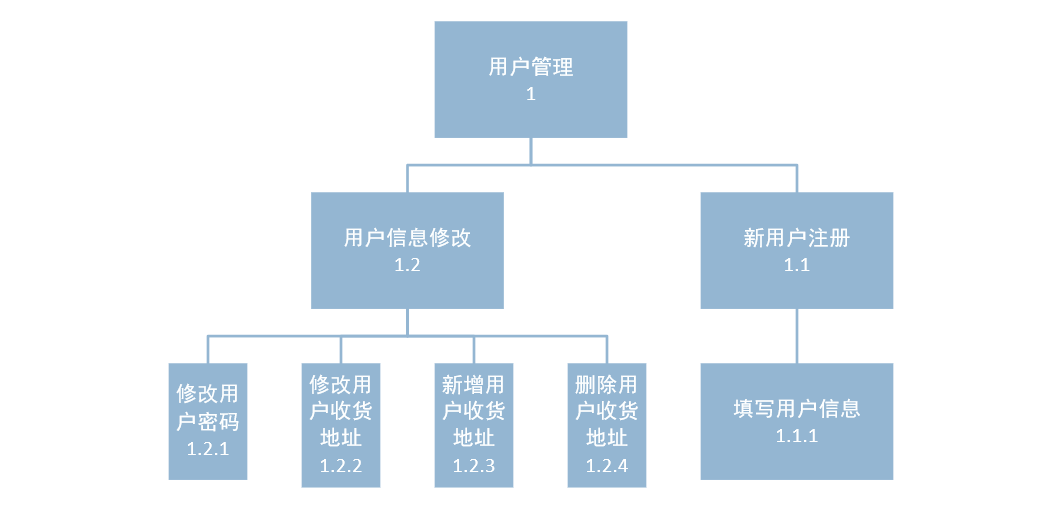 用户管理
1
用户信息修改
1.2
新用户注册
1.1
修改用
户密码
1.2.1
修改用
户收货
地址
1.2.2
新增用
户收货
地址
1.2.3
删除用
户收货
地址
1.2.4
填写用户信息
1.1.1